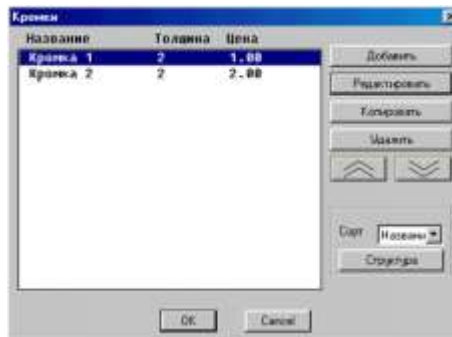 Кромки
Название Толщина Цена
Кромка 1 2 1.00
Кромка 2 2 2.00
Добавить
Редактировать
Копировать
Удалить
Сорт Названи
Структура
OK Cancel